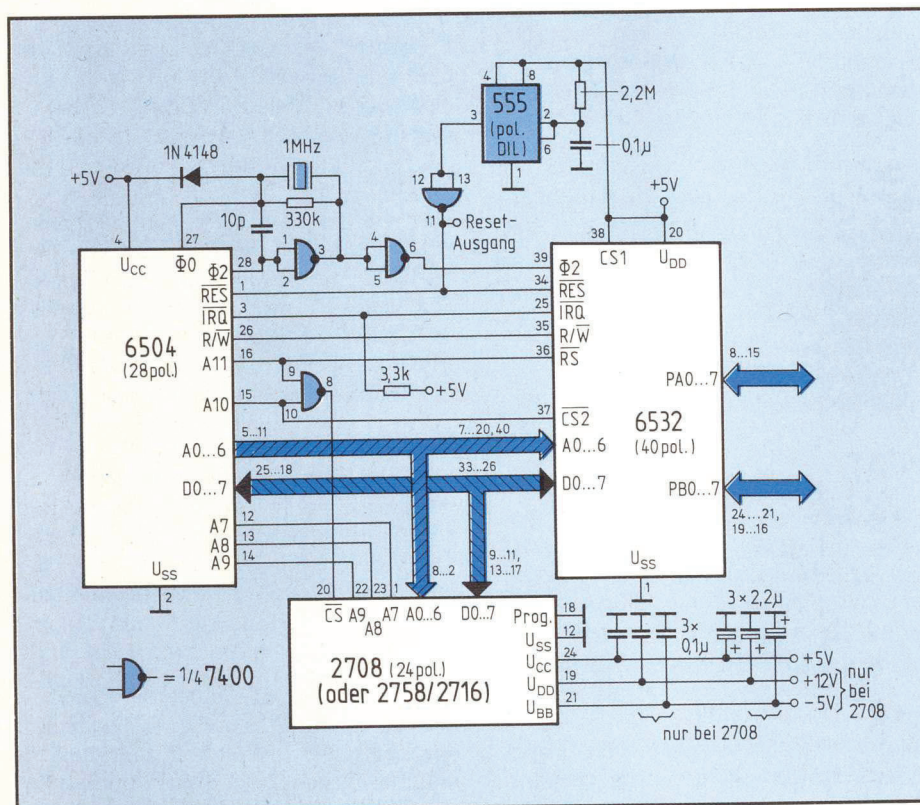 4 8
555
(pol. DIL)
3
2
6
1
2,2M
0,1µ
1N4148
1MHz
+5V
10p
330k
12 13
11
Reset-
Ausgang
+5V
38 20
CS1 U_DD
4 27
U_CC Φ0
28 Φ2
1 2 3
4 5 6
39 Φ2
1 R̅E̅S̅
34 R̅E̅S̅
3 I̅R̅Q̅
25 I̅R̅Q̅
26 R/W̅
35 R/W̅
6504
(28pol.)
16 A11
9 10 8
36 R̅S̅
3,3k
+5V
15 A10
37 C̅S̅2̅
6532
(40pol.)
PA0...7
8...15
A0...6 5...11
7...20,40
A0...6
D0...7 25...18
33...26
D0...7
PB0...7
24...21,
19...16
A7 12
A8 13
A9 14
U_SS
2
U_SS
1
9...11,
13...17
8...2
20 22 23 1
C̅S̅ A9 A8 A7 A0...6 D0...7
Prog. 18
U_SS 12
U_CC 24
U_DD 19
U_BB 21
2708 (24pol.)
(oder 2758/2716)
3×
0,1µ
3×2,2µ
+ + +
+5V
+12V
-5V
nur
bei
2708
nur bei 2708
= 1/4 7400